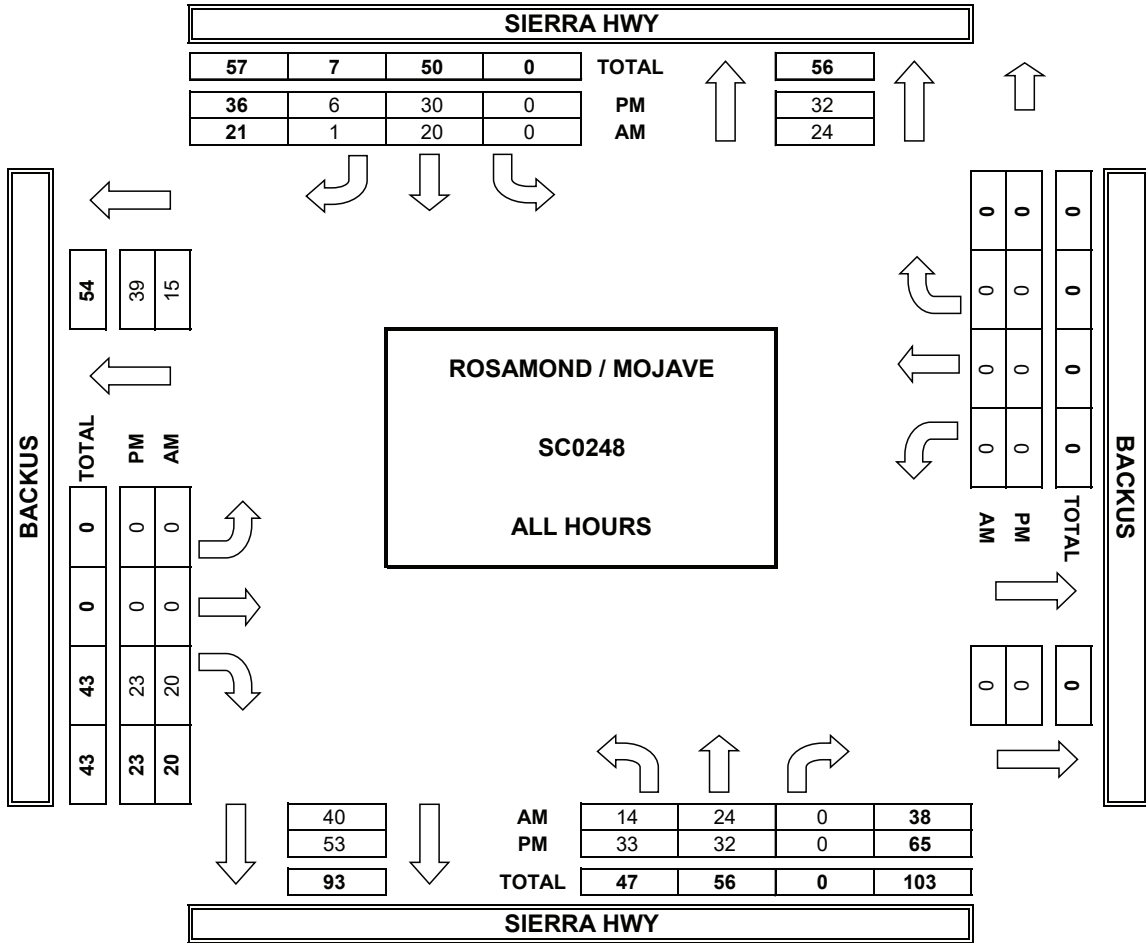 SIERRA HWY
57 7 50 0 TOTAL 56
36 6 30 0 PM 32
21 1 20 0 AM 24
BACKUS
54 39 15
TOTAL PM AM
0 0 0
0 0 0
43 23 20
43 23 20
ROSAMOND / MOJAVE
SC0248
ALL HOURS
0 0 0
0 0 0
0 0 0
0 0 0
AM PM TOTAL
0 0 0
BACKUS
40 AM 14 24 0 38
53 PM 33 32 0 65
93 TOTAL 47 56 0 103
SIERRA HWY